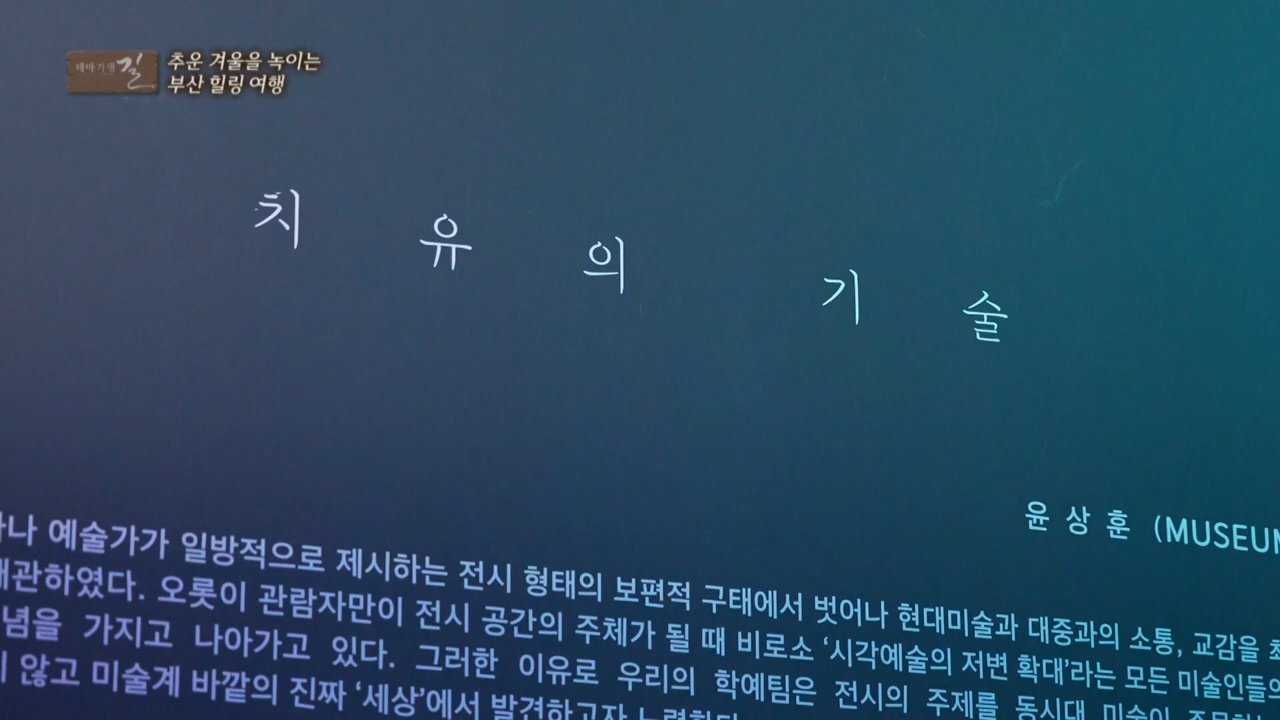 테마기행 길
추운 겨울을 녹이는
부산 힐링 여행
치유의 기술
윤상훈 (MUSEUM
예술가가 일방적으로 제시하는 전시 형태의 보편적 구태에서 벗어나 현대미술과 대중과의 소통, 교감을
오롯이 관람자만이 전시 공간의 주체가 될 때 비로소 ‘시각예술의 저변 확대’라는 모든 미술인들의
가지고 나아가고 있다. 그러한 이유로 우리의 학예팀은 전시의 주제를 동시대 미술이
않고 미술계 바깥의 진짜 ‘세상’에서 발견하고자 노력한다